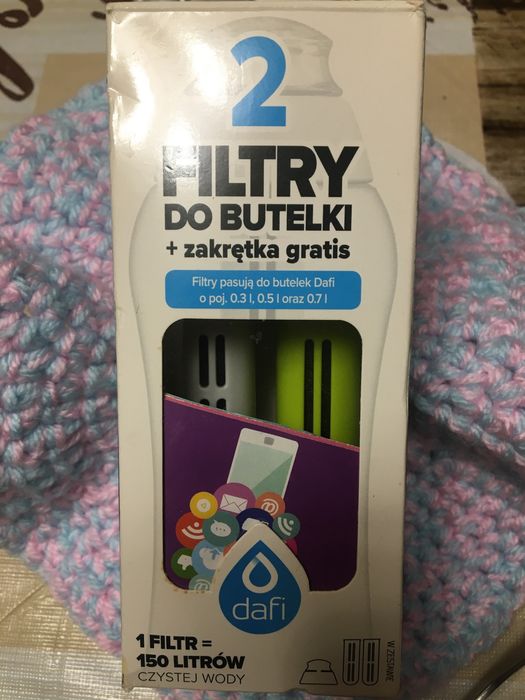 2
FILTRY
DO BUTELKI
+ zakrętka gratis
Filtry pasują do butelek Dafi
o poj. 0.3 l, 0.5 l oraz 0.7 l
dafi
1 FILTR =
150 LITRÓW
CZYSTEJ WODY
W ZESTAWIE